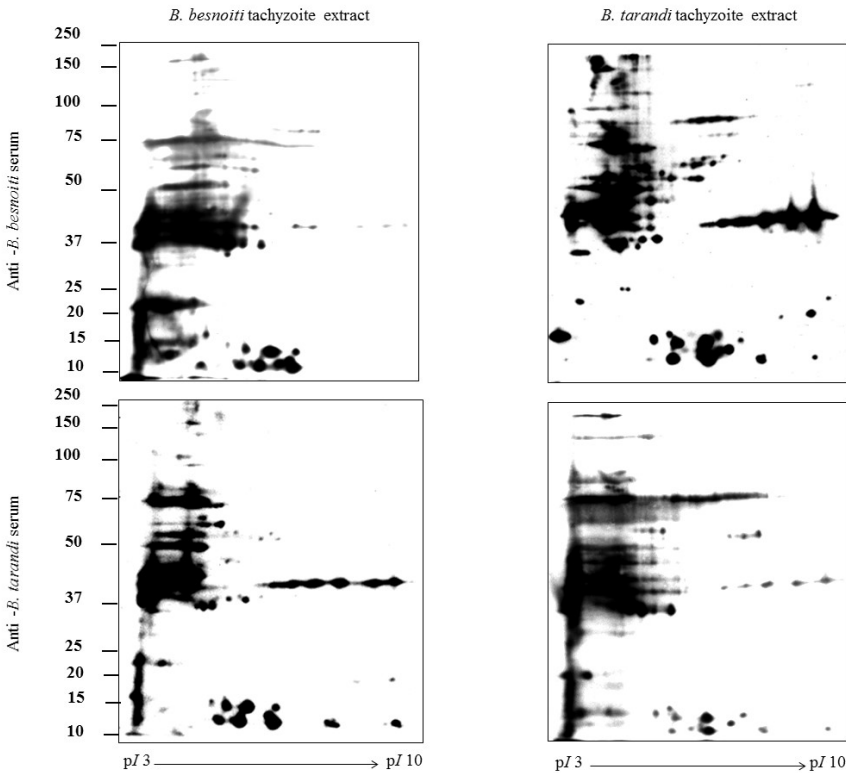 B. besnoiti tachyzoite extract
B. tarandi tachyzoite extract
Anti -B. besnoiti serum
250
150
100
75
50
37
25
20
15
10
Anti -B. tarandi serum
250
150
100
75
50
37
25
20
15
10
pI 3
pI 10
pI 3
pI 10